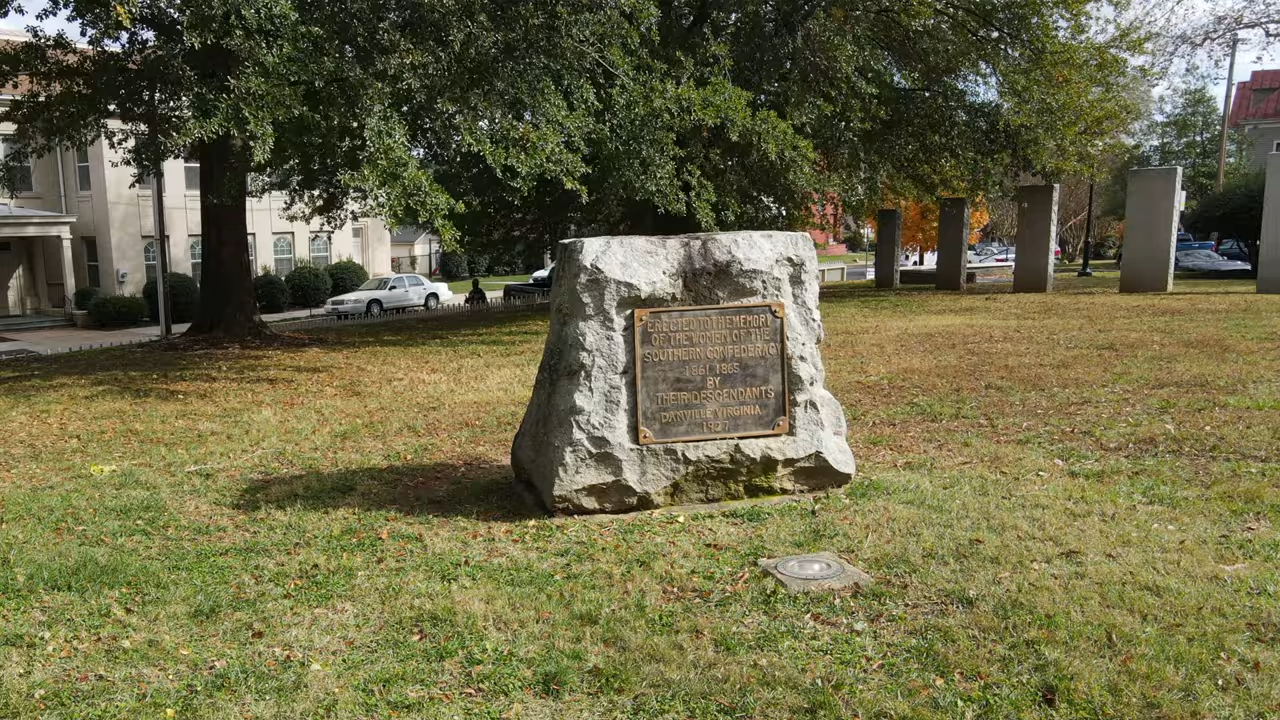 ERECTED TO THE MEMORY
OF THE WOMEN OF THE
SOUTHERN CONFEDERACY
1861 1865
BY
THEIR DESCENDANTS
DANVILLE VIRGINIA
1927